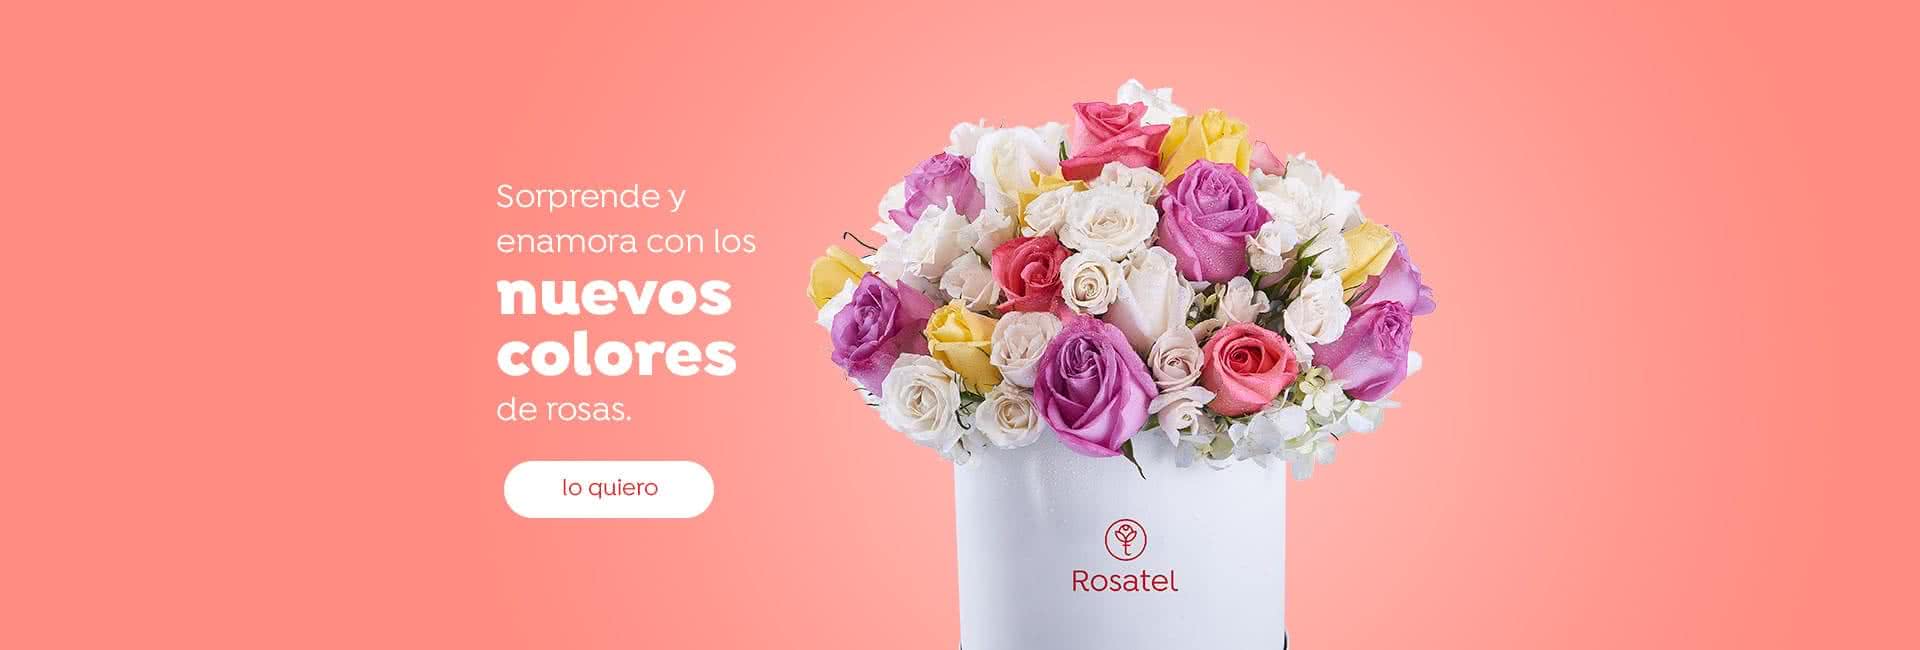 Sorprende y
enamora con los
nuevos
colores
de rosas.
lo quiero
Rosatel